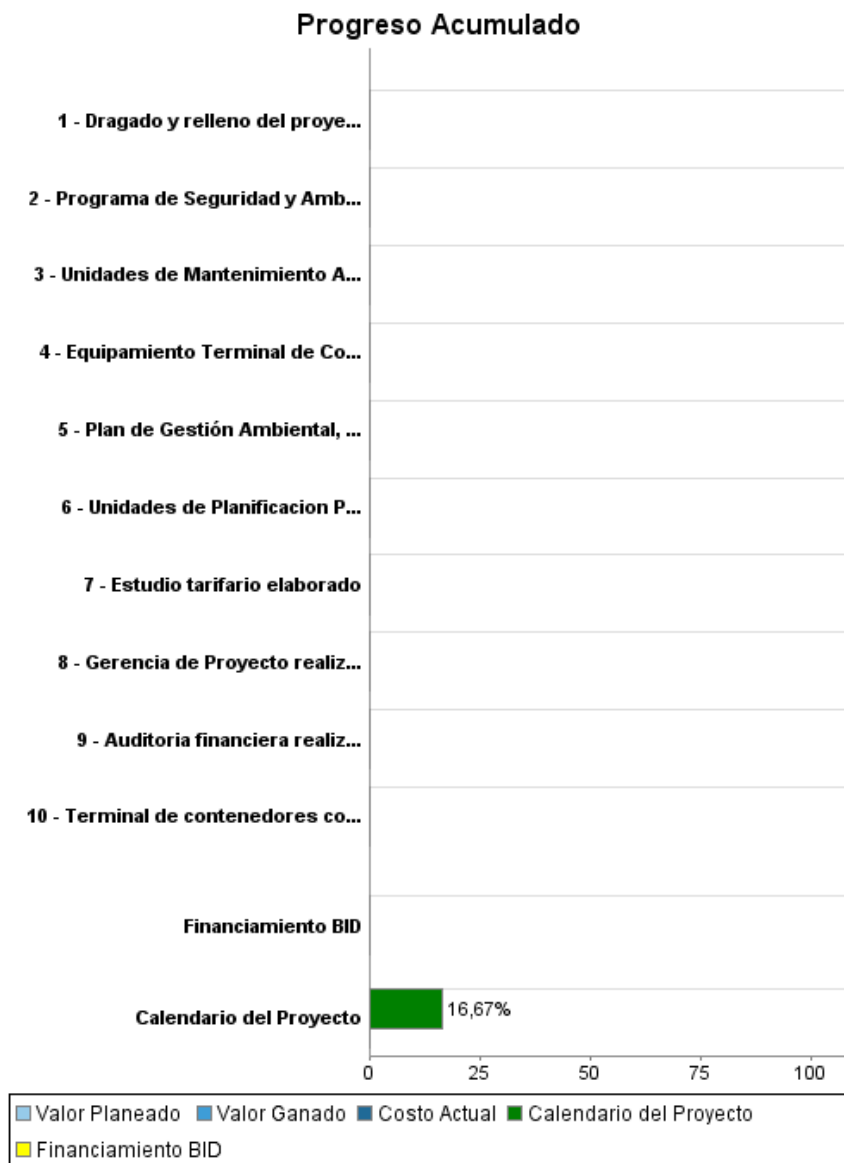 Progreso Acumulado
1 - Dragado y relleno del proye...
2 - Programa de Seguridad y Amb...
3 - Unidades de Mantenimiento A...
4 - Equipamiento Terminal de Co...
5 - Plan de Gestión Ambiental, ...
6 - Unidades de Planificacion P...
7 - Estudio tarifario elaborado
8 - Gerencia de Proyecto realiz...
9 - Auditoria financiera realiz...
10 - Terminal de contenedores co...
Financiamiento BID
Calendario del Proyecto 16,67%
0 25 50 75 100
Valor Planeado Valor Ganado Costo Actual Calendario del Proyecto
Financiamiento BID